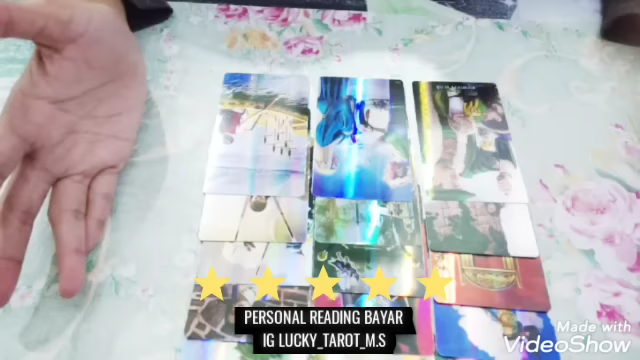 PERSONAL READING BAYAR
IG LUCKY_TAROT_M.S
Made with
VideoShow